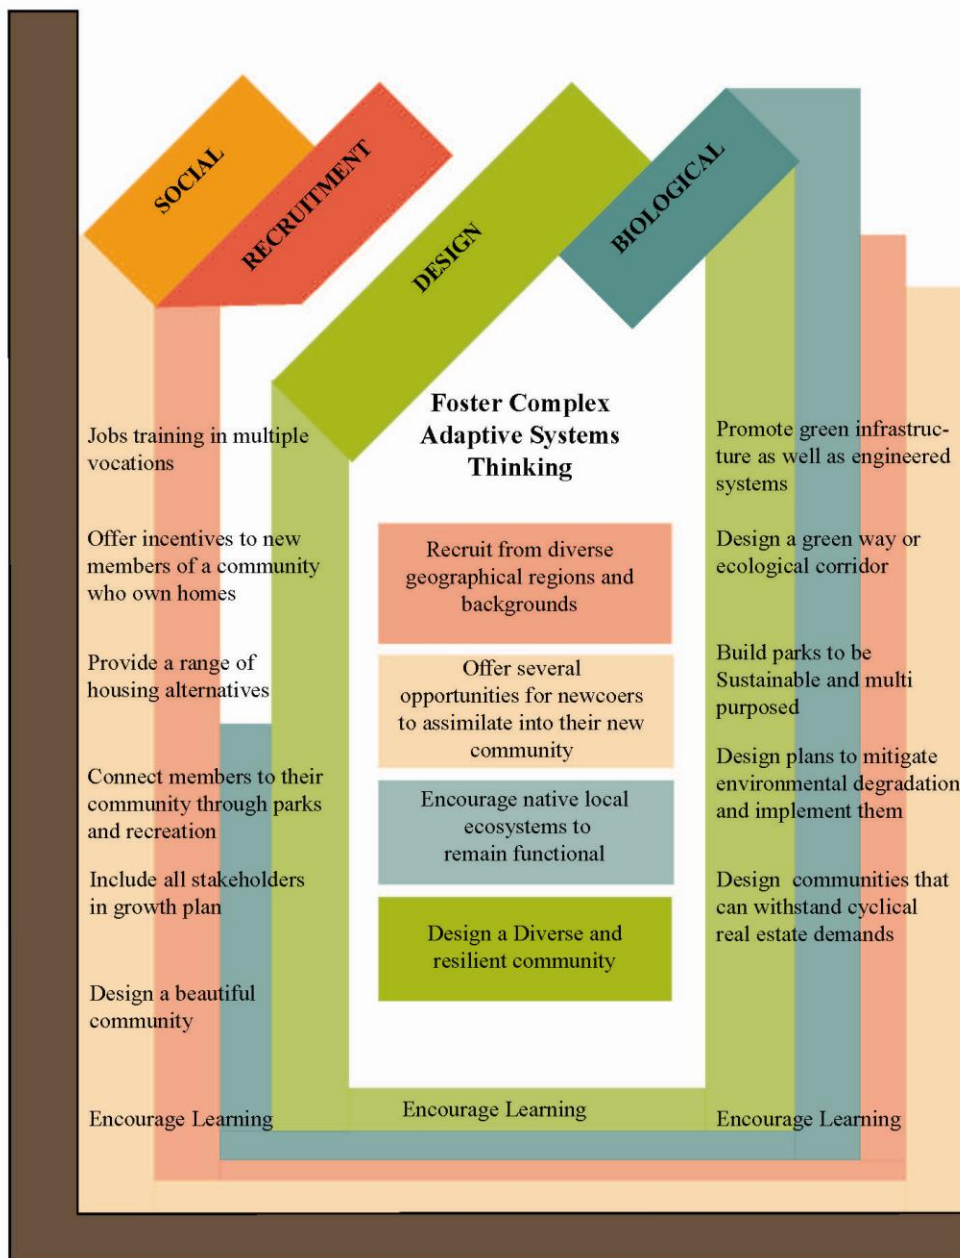 SOCIAL
RECRUITMENT
DESIGN
BIOLOGICAL
Foster Complex
Adaptive Systems
Thinking
Jobs training in multiple
vocations
Offer incentives to new
members of a community
who own homes
Provide a range of
housing alternatives
Connect members to their
community through parks
and recreation
Include all stakeholders
in growth plan
Design a beautiful
community
Encourage Learning
Recruit from diverse
geographical regions and
backgrounds
Offer several
opportunities for newcoers
to assimilate into their new
community
Encourage native local
ecosystems to
remain functional
Design a Diverse and
resilient community
Encourage Learning
Promote green infrastruc-
ture as well as engineered
systems
Design a green way or
ecological corridor
Build parks to be
Sustainable and multi
purposed
Design plans to mitigate
environmental degradation
and implement them
Design communities that
can withstand cyclical
real estate demands
Encourage Learning